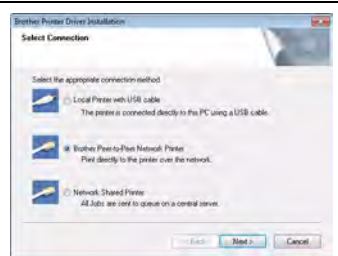 Brother Printer Driver Installation
Select Connection
Select the appropriate connection method
Local Printer with USB cable
The printer is connected directly to this PC using a USB cable.
Brother Peer-to-Peer Network Printer
Print directly to the printer over the network.
Network Shared Printer
All Jobs are sent to queue on a central server.
< Back Next > Cancel